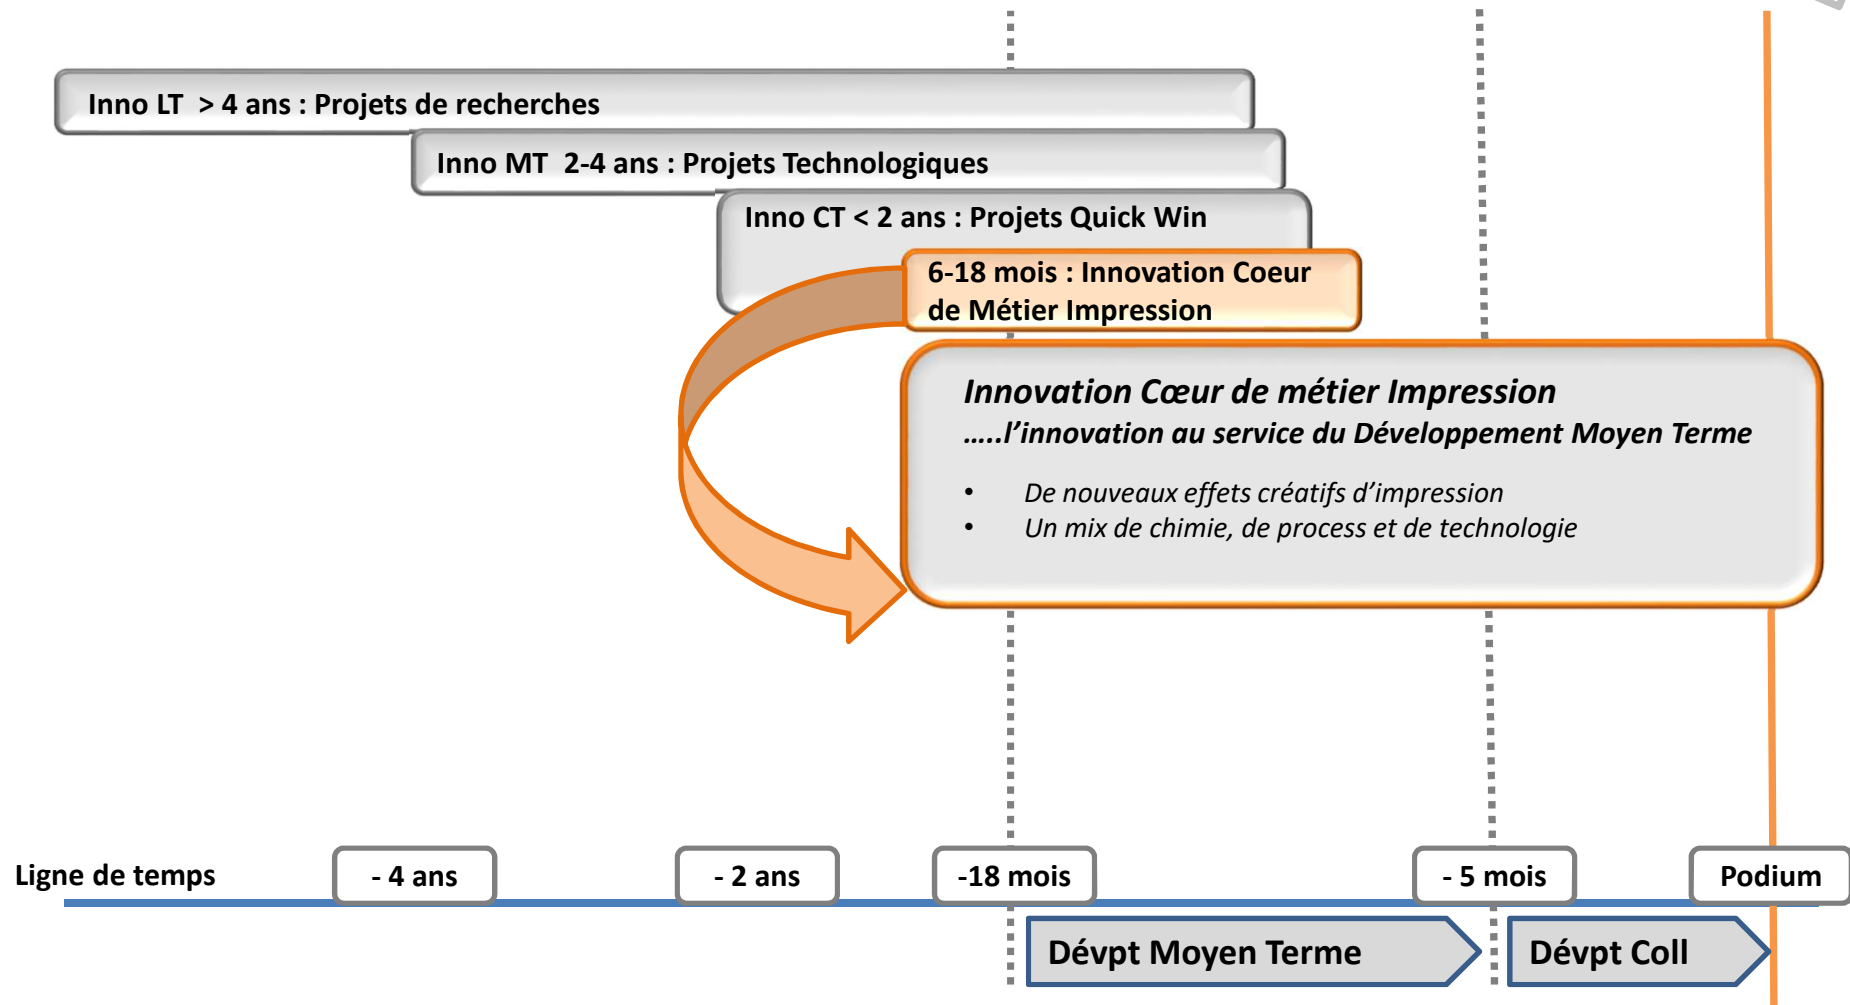 Inno LT > 4 ans : Projets de recherches
Inno MT 2-4 ans : Projets Technologiques
Inno CT < 2 ans : Projets Quick Win
6-18 mois : Innovation Coeur
de Métier Impression
Innovation Cœur de métier Impression
…..l’innovation au service du Développement Moyen Terme
• De nouveaux effets créatifs d’impression
• Un mix de chimie, de process et de technologie
Ligne de temps
- 4 ans
- 2 ans
-18 mois
- 5 mois
Podium
Dévpt Moyen Terme
Dévpt Coll